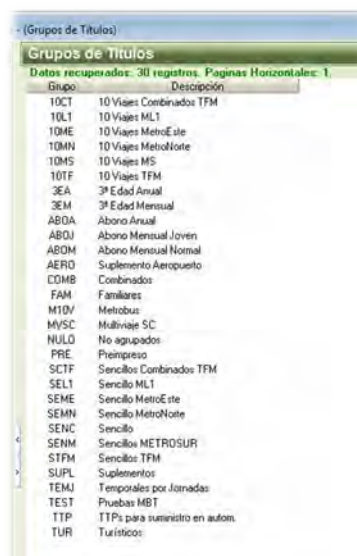 - (Grupos de Titulos)
Grupos de Titulos
Datos recuperados: 30 registros. Paginas Horizontales: 1.
Grupo Descripción
10CT 10 Viajes Combinados TFM
10L1 10 Viajes ML1
10ME 10 Viajes MetroEste
10MN 10 Viajes MetroNorte
10MS 10 Viajes MS
10TF 10 Viajes TFM
3EA 3ª Edad Anual
3EM 3ª Edad Mensual
ABOA Abono Anual
ABOJ Abono Mensual Joven
ABOM Abono Mensual Normal
AERO Suplemento Aeropuerto
COMB Combinados
FAM Familiares
M10V Metrobus
MVSC Multiviaje SC
NULO No agrupados
PRE Preimpreso
SCTF Sencillos Combinados TFM
SEL1 Sencillo ML1
SEME Sencillo MetroEste
SEMN Sencillo MetroNorte
SENC Sencillo
SENM Sencillos METROSUR
STFM Sencillos TFM
SUPL Suplementos
TEMJ Temporales por Jornadas
TEST Pruebas MBT
TTP TTPs para suministro en autom.
TUR Turísticos